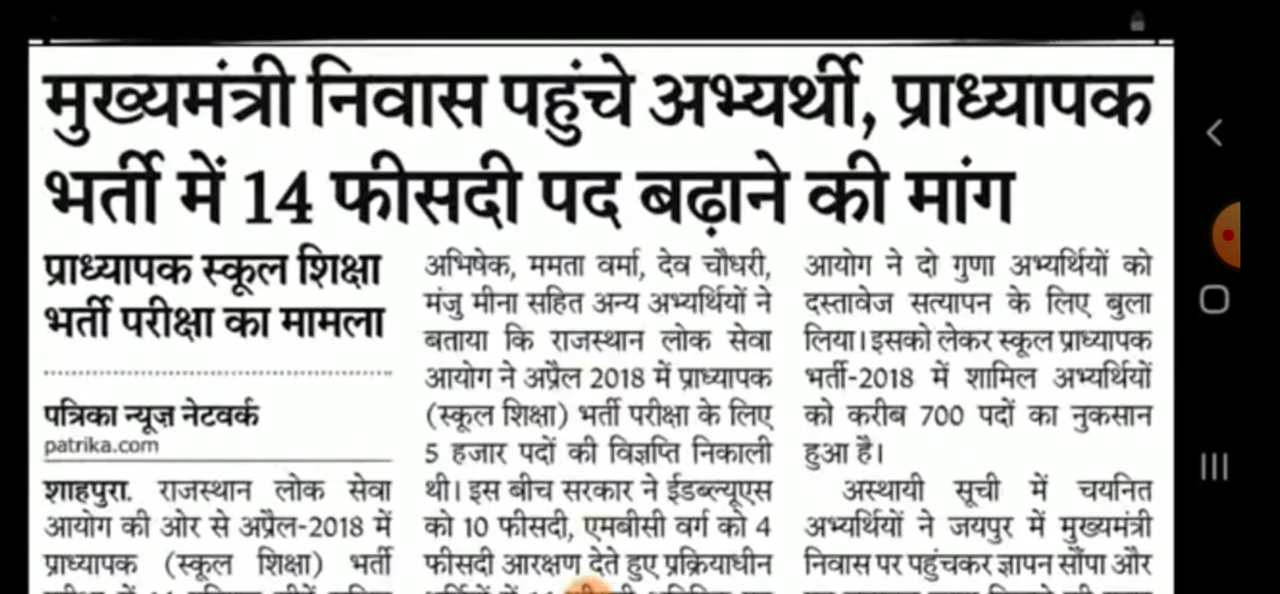 मुख्यमंत्री निवास पहुंचे अभ्यर्थी, प्राध्यापक
भर्ती में 14 फीसदी पद बढ़ाने की मांग
प्राध्यापक स्कूल शिक्षा
भर्ती परीक्षा का मामला
पत्रिका न्यूज़ नेटवर्क
patrika.com
शाहपुरा. राजस्थान लोक सेवा
आयोग की ओर से अप्रैल-2018 में
प्राध्यापक (स्कूल शिक्षा) भर्ती
अभिषेक, ममता वर्मा, देव चौधरी,
मंजु मीना सहित अन्य अभ्यर्थियों ने
बताया कि राजस्थान लोक सेवा
आयोग ने अप्रैल 2018 में प्राध्यापक
(स्कूल शिक्षा) भर्ती परीक्षा के लिए
5 हजार पदों की विज्ञप्ति निकाली
थी। इस बीच सरकार ने ईडब्ल्यूएस
को 10 फीसदी, एमबीसी वर्ग को 4
फीसदी आरक्षण देते हुए प्रक्रियाधीन
आयोग ने दो गुणा अभ्यर्थियों को
दस्तावेज सत्यापन के लिए बुला
लिया। इसको लेकर स्कूल प्राध्यापक
भर्ती-2018 में शामिल अभ्यर्थियों
को करीब 700 पदों का नुकसान
हुआ है।
अस्थायी सूची में चयनित
अभ्यर्थियों ने जयपुर में मुख्यमंत्री
निवास पर पहुंचकर ज्ञापन सौंपा और